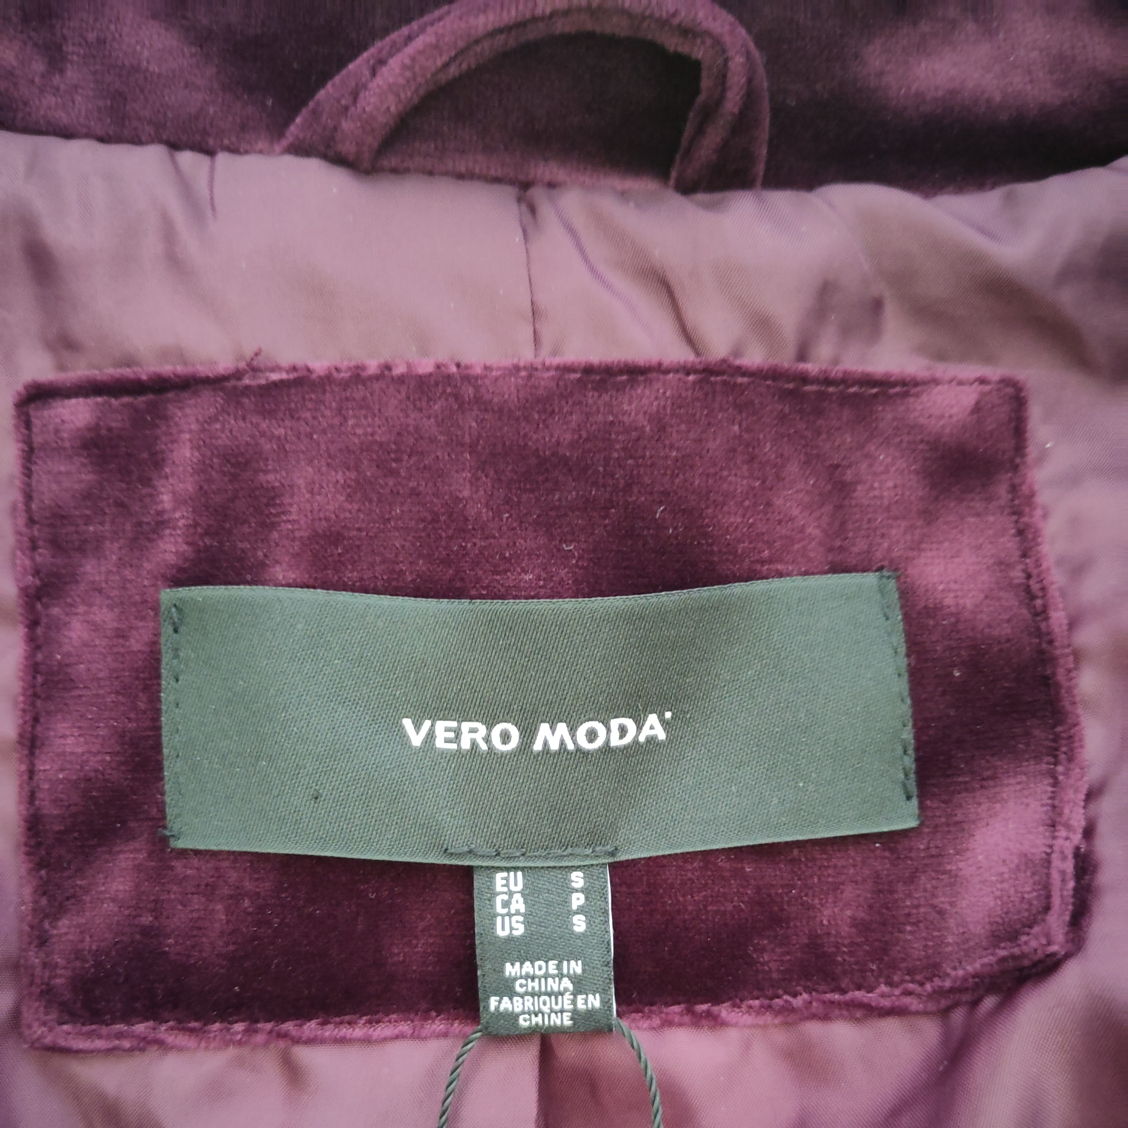 VERO MODA
EU S
CA P
US S
MADE IN
CHINA
FABRIQUÉ EN
CHINE